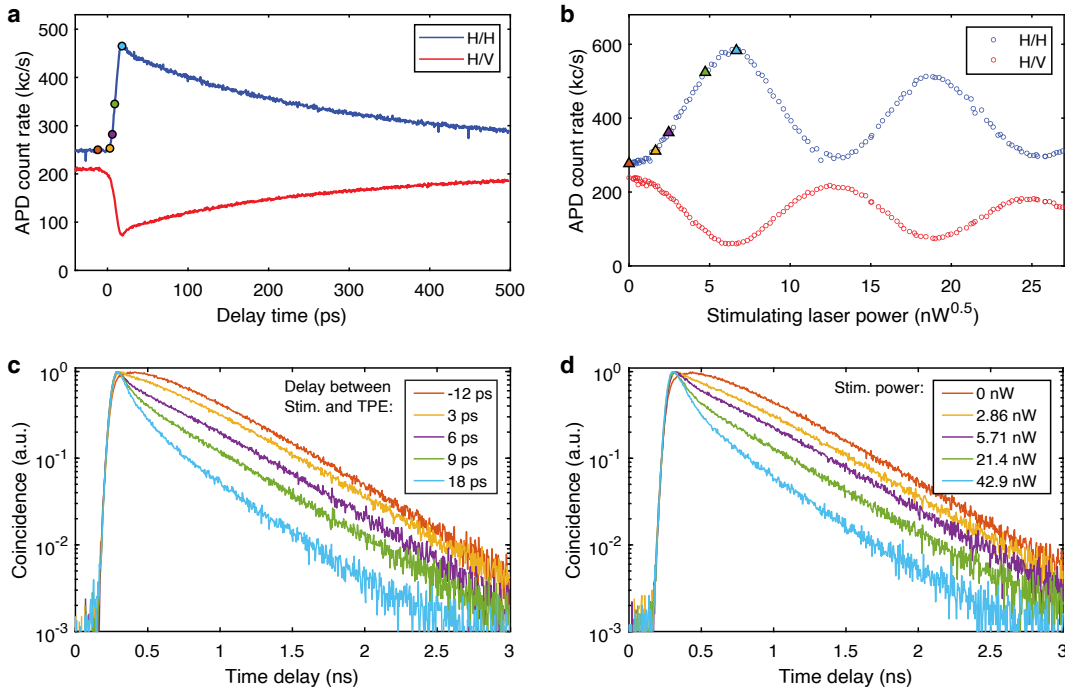 a
APD count rate (kc/s)
500
400
300
200
100
0
0
100
200
300
400
500
Delay time (ps)
H/H
H/V
b
APD count rate (kc/s)
600
400
200
0
0
5
10
15
20
25
Stimulating laser power (nW^0.5)
H/H
H/V
c
Coincidence (a.u.)
10^0
10^-1
10^-2
10^-3
0
0.5
1
1.5
2
2.5
3
Time delay (ns)
Delay between
Stim. and TPE:
-12 ps
3 ps
6 ps
9 ps
18 ps
d
Coincidence (a.u.)
10^0
10^-1
10^-2
10^-3
0
0.5
1
1.5
2
2.5
3
Time delay (ns)
Stim. power:
0 nW
2.86 nW
5.71 nW
21.4 nW
42.9 nW